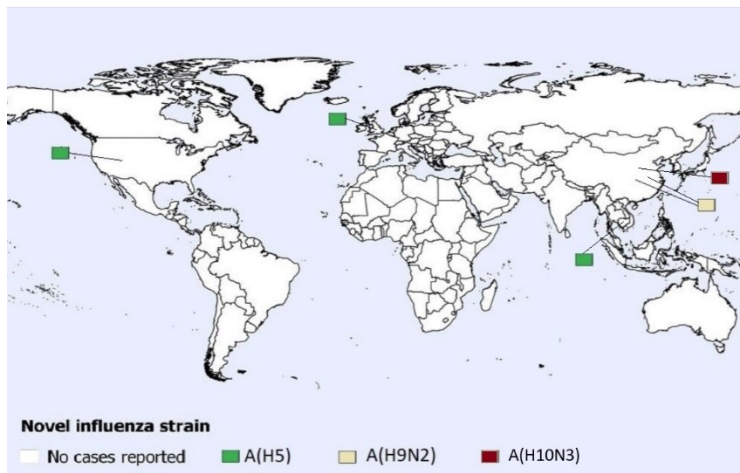 Novel influenza strain
No cases reported A(H5) A(H9N2) A(H10N3)